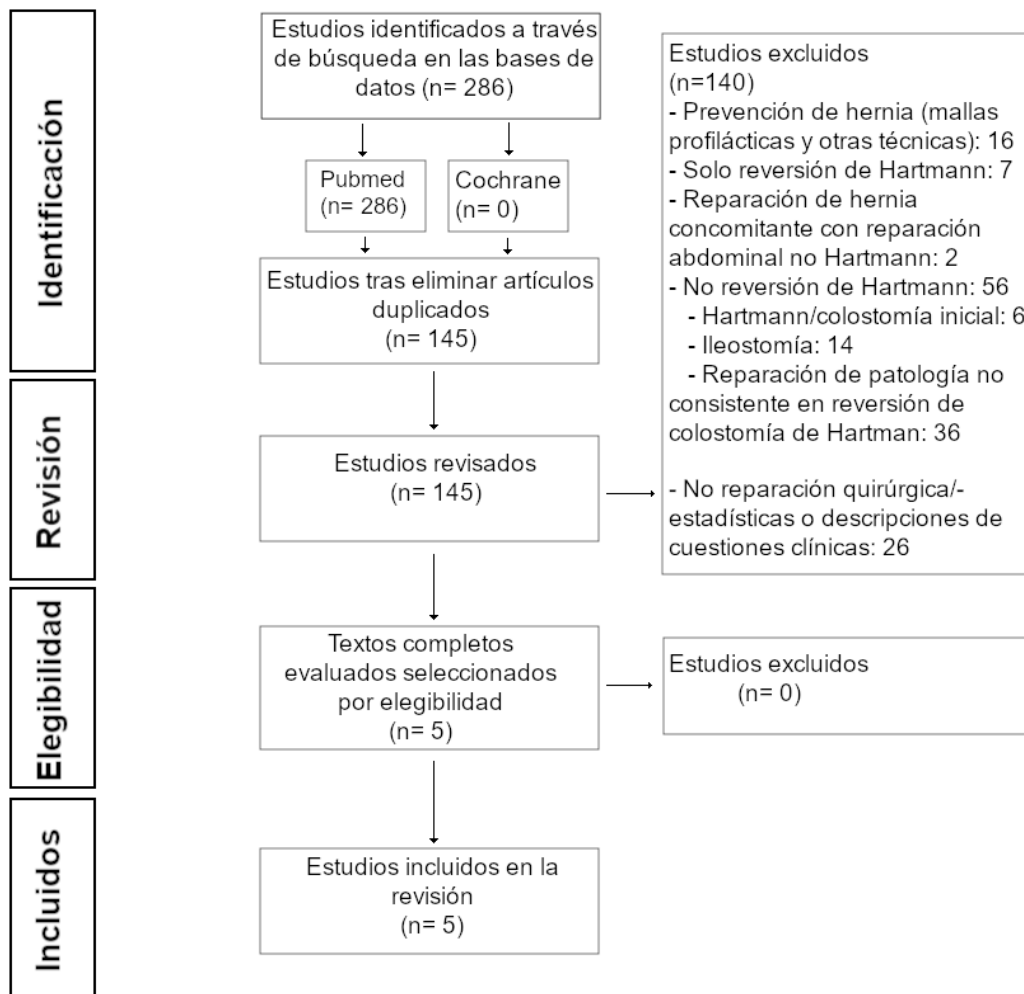 Identificación
Estudios identificados a través
de búsqueda en las bases de
datos (n= 286)
Pubmed
(n= 286)
Cochrane
(n= 0)
Estudios tras eliminar artículos
duplicados
(n= 145)
Revisión
Estudios revisados
(n= 145)
Estudios excluidos
(n=140)
- Prevención de hernia (mallas
profilácticas y otras técnicas): 16
- Solo reversión de Hartmann: 7
- Reparación de hernia
concomitante con reparación
abdominal no Hartmann: 2
- No reversión de Hartmann: 56
- Hartmann/colostomía inicial: 6
- Ileostomía: 14
- Reparación de patología no
consistente en reversión de
colostomía de Hartman: 36
- No reparación quirúrgica/-
estadísticas o descripciones de
cuestiones clínicas: 26
Elegibilidad
Textos completos
evaluados seleccionados
por elegibilidad
(n= 5)
Estudios excluidos
(n= 0)
Incluidos
Estudios incluidos en la
revisión
(n= 5)